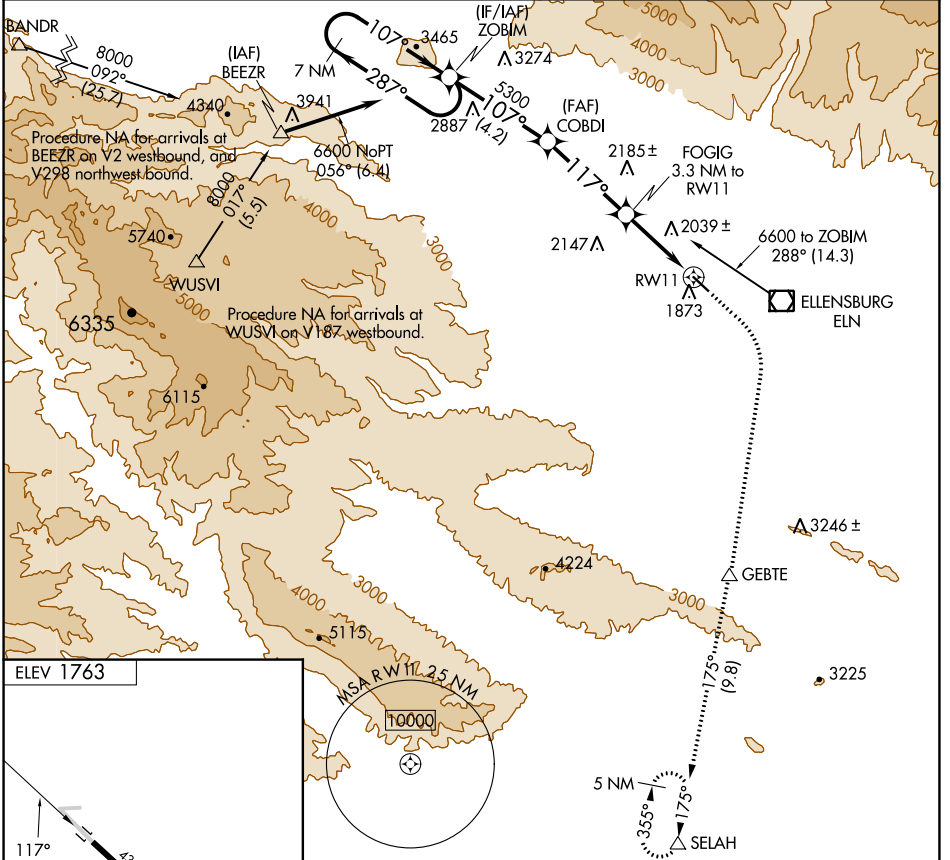 BANDR
8000
092°
(25.7)
(IAF)
BEEZR
7 NM
107°
287°
3465
(IF/IAF)
ZOBIM
3274
5000
4000
3000
4340
3941
2887
5300
107°
(4.2)
(FAF)
COBDI
Procedure NA for arrivals at
BEEZR on V2 westbound, and
V298 northwest bound.
6600 NoPT
056° (6.4)
8000
017°
(5.5)
4000
3000
117°
2185±
FOGIG
3.3 NM to
RW11
5740
WUSVI
2147
2039±
6600 to ZOBIM
288° (14.3)
RW11
1873
ELLENSBURG
ELN
5000
6335
Procedure NA for arrivals at
WUSVI on V187 westbound.
6115
3246±
4224
GEBTE
3000
3000
4000
5115
175°
(9.8)
3225
ELEV 1763
MSA RW11 25 NM
10000
5 NM
355°
175°
SELAH
117°